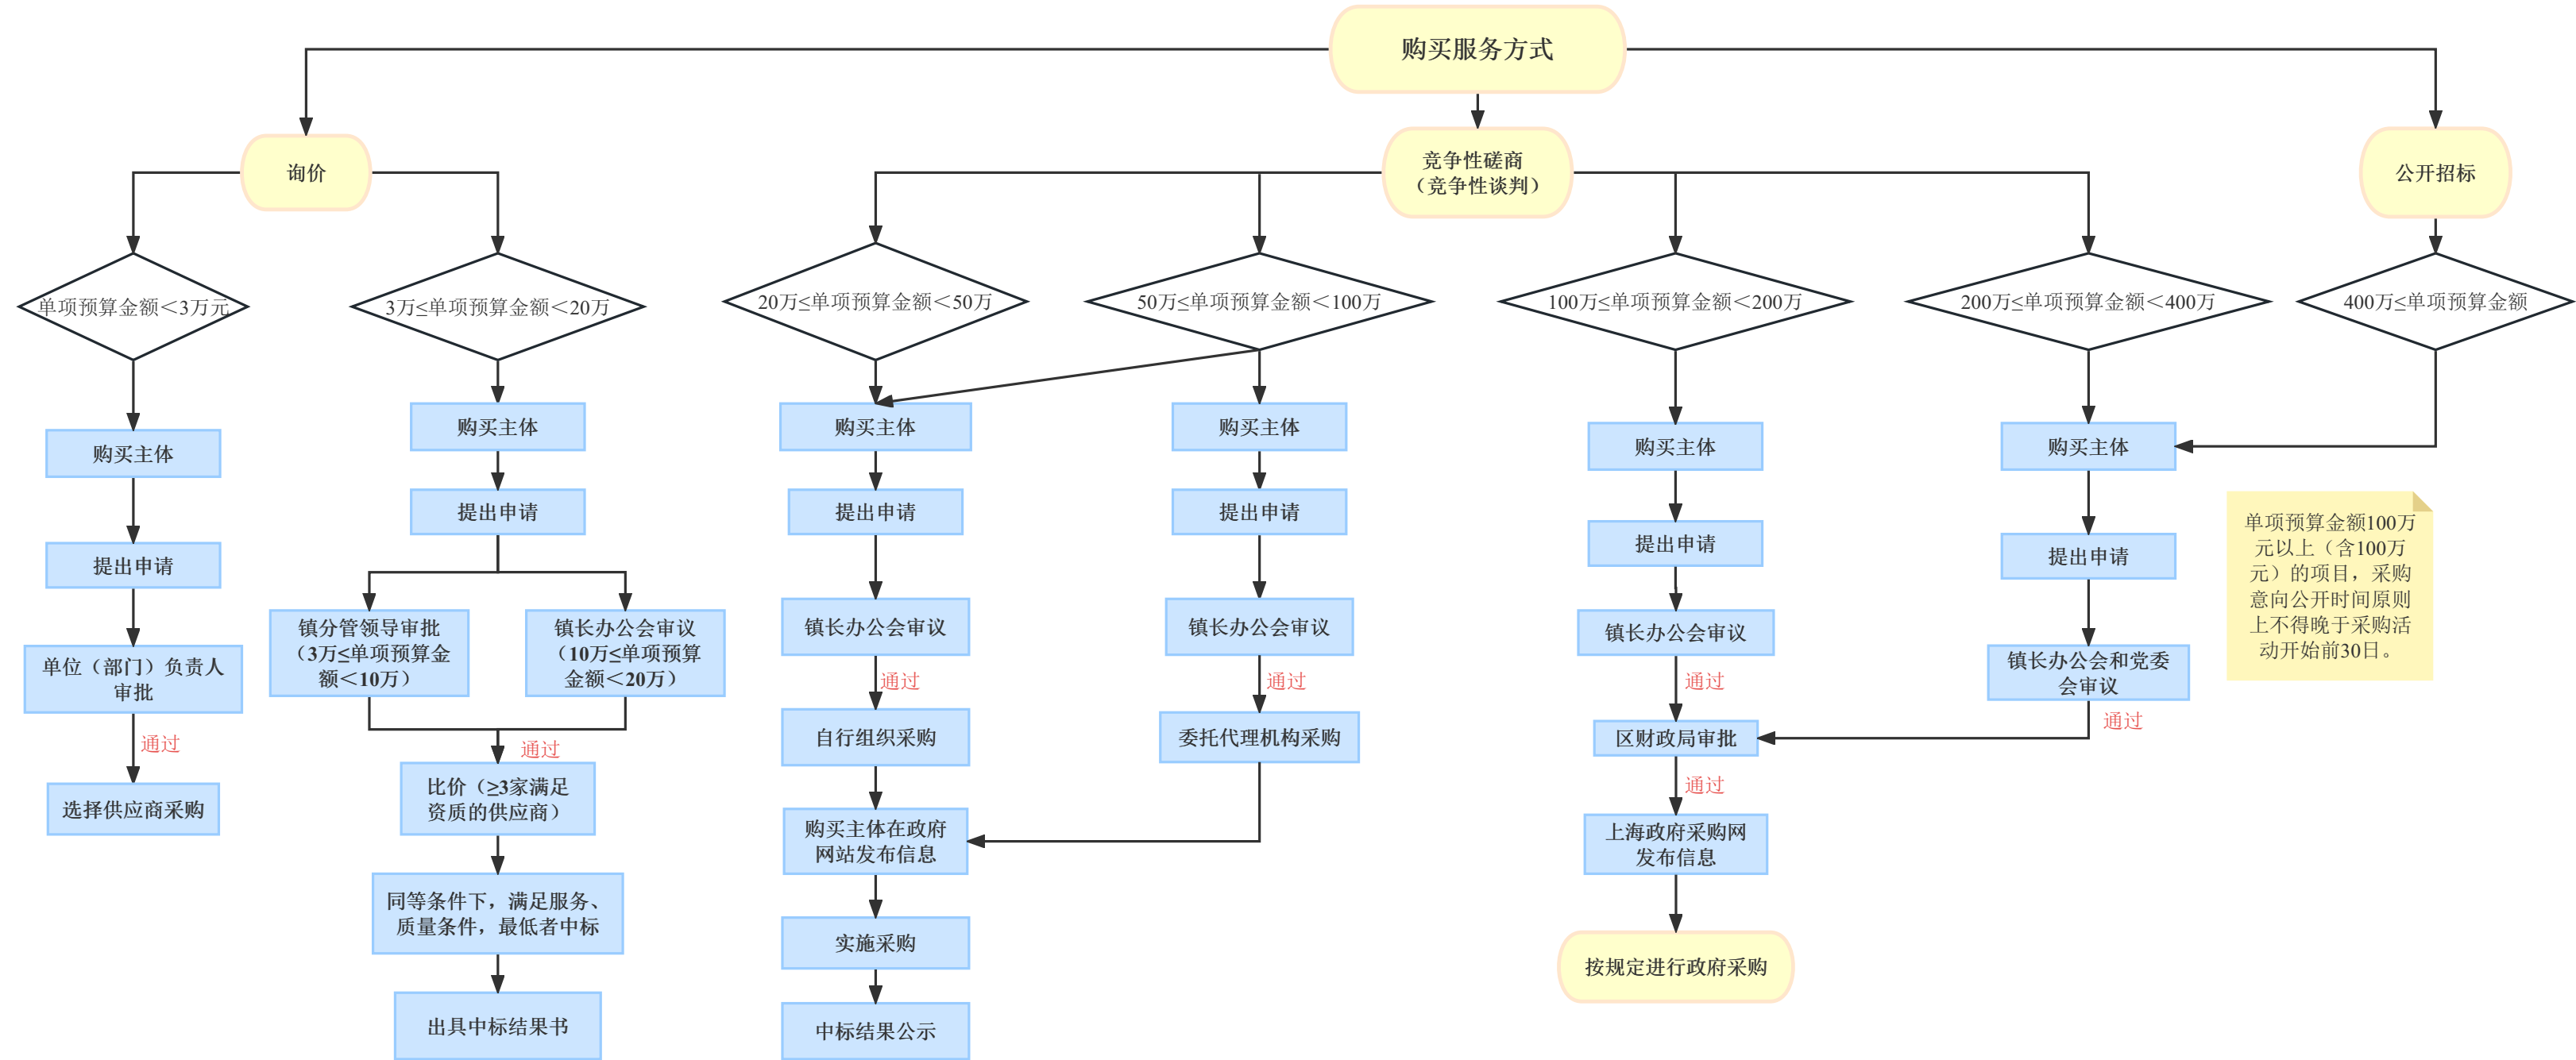 购买服务方式
询价
竞争性磋商
（竞争性谈判）
公开招标
单项预算金额＜3万元
3万≤单项预算金额＜20万
20万≤单项预算金额＜50万
50万≤单项预算金额＜100万
100万≤单项预算金额＜200万
200万≤单项预算金额＜400万
400万≤单项预算金额
购买主体
提出申请
单位（部门）负责人
审批
通过
选择供应商采购
购买主体
提出申请
镇分管领导审批
（3万≤单项预算金
额＜10万）
镇长办公会审议
（10万≤单项预算
金额＜20万）
通过
比价（≥3家满足
资质的供应商）
同等条件下，满足服务、
质量条件，最低者中标
出具中标结果书
购买主体
提出申请
镇长办公会审议
通过
自行组织采购
购买主体在政府
网站发布信息
实施采购
中标结果公示
购买主体
提出申请
镇长办公会审议
通过
委托代理机构采购
购买主体
提出申请
镇长办公会审议
通过
区财政局审批
通过
上海政府采购网
发布信息
按规定进行政府采购
购买主体
提出申请
镇长办公会和党委
会审议
通过
单项预算金额100万
元以上（含100万
元）的项目，采购
意向公开时间原则
上不得晚于采购活
动开始前30日。